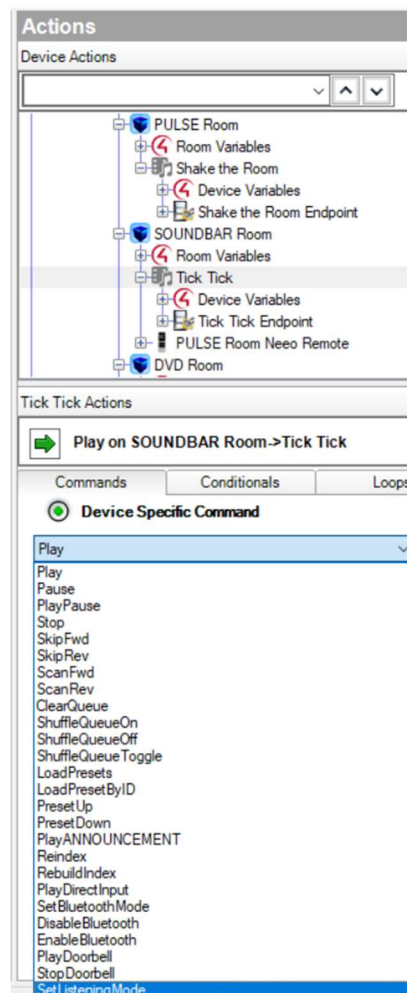 Actions
Device Actions
PULSE Room
Room Variables
Shake the Room
Device Variables
Shake the Room Endpoint
SOUNDBAR Room
Room Variables
Tick Tick
Device Variables
Tick Tick Endpoint
PULSE Room Neeo Remote
DVD Room
Tick Tick Actions
Play on SOUNDBAR Room->Tick Tick
Commands Conditionals Loops
Device Specific Command
Play
Play
Pause
PlayPause
Stop
SkipFwd
SkipRev
ScanFwd
ScanRev
ClearQueue
ShuffleQueueOn
ShuffleQueueOff
ShuffleQueueToggle
LoadPresets
LoadPresetByID
PresetUp
PresetDown
PlayANNOUNCEMENT
Reindex
RebuildIndex
PlayDirectInput
SetBluetoothMode
DisableBluetooth
EnableBluetooth
PlayDoorbell
StopDoorbell
SetListeningMode